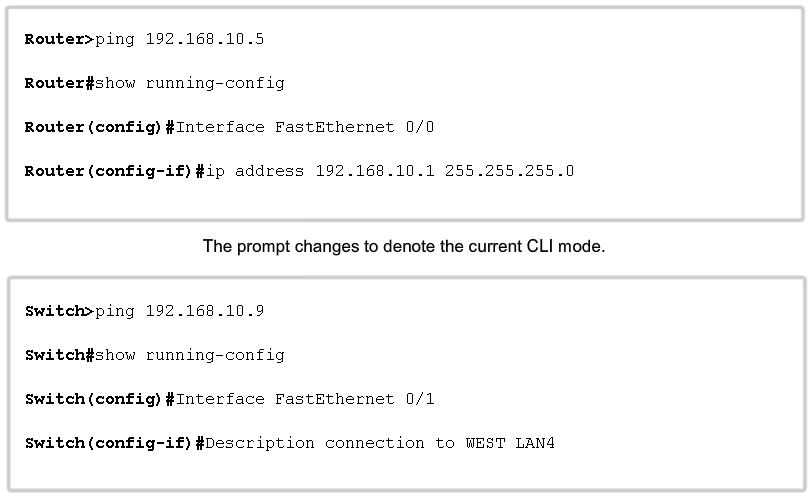 Router>ping 192.168.10.5
Router#show running-config
Router(config)#Interface FastEthernet 0/0
Router(config-if)#ip address 192.168.10.1 255.255.255.0
The prompt changes to denote the current CLI mode.
Switch>ping 192.168.10.9
Switch#show running-config
Switch(config)#Interface FastEthernet 0/1
Switch(config-if)#Description connection to WEST LAN4